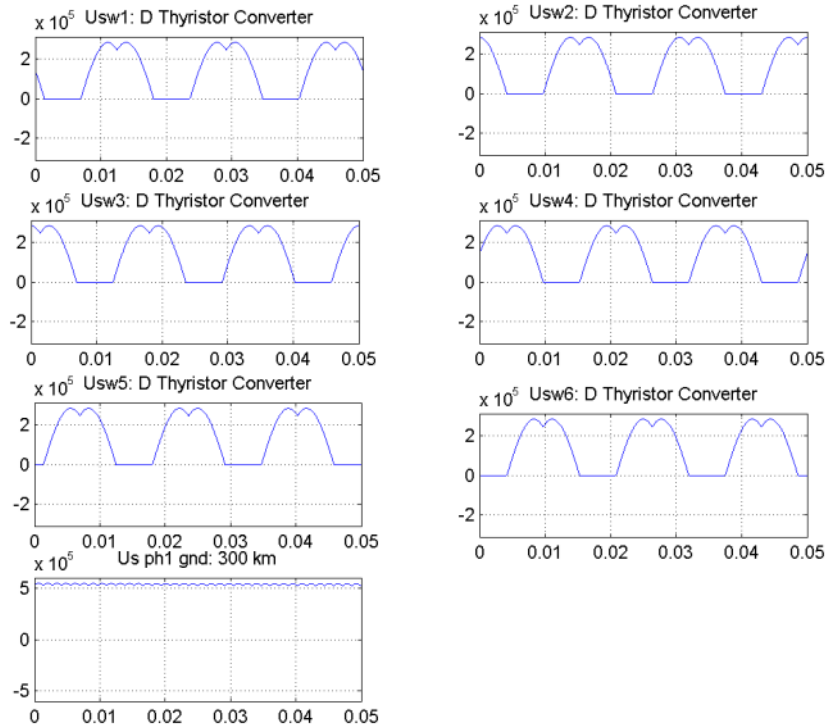 x 10^5 Usw1: D Thyristor Converter
2
0
-2
0 0.01 0.02 0.03 0.04 0.05
x 10^5 Usw2: D Thyristor Converter
2
0
-2
0 0.01 0.02 0.03 0.04 0.05
x 10^5 Usw3: D Thyristor Converter
2
0
-2
0 0.01 0.02 0.03 0.04 0.05
x 10^5 Usw4: D Thyristor Converter
2
0
-2
0 0.01 0.02 0.03 0.04 0.05
x 10^5 Usw5: D Thyristor Converter
2
0
-2
0 0.01 0.02 0.03 0.04 0.05
x 10^5 Usw6: D Thyristor Converter
2
0
-2
0 0.01 0.02 0.03 0.04 0.05
x 10^5 Us ph1 gnd: 300 km
5
0
-5
0 0.01 0.02 0.03 0.04 0.05